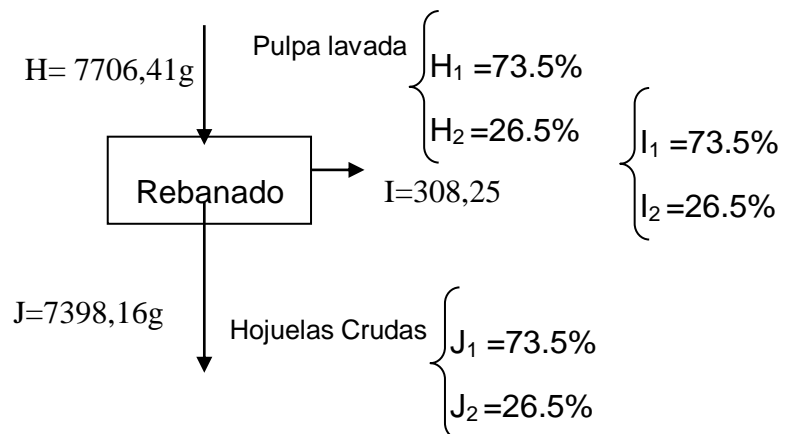 Pulpa lavada
H= 7706,41g
H₁ =73.5%
H₂ =26.5%
Rebanado
I=308,25
I₁ =73.5%
I₂ =26.5%
J=7398,16g
Hojuelas Crudas
J₁ =73.5%
J₂ =26.5%